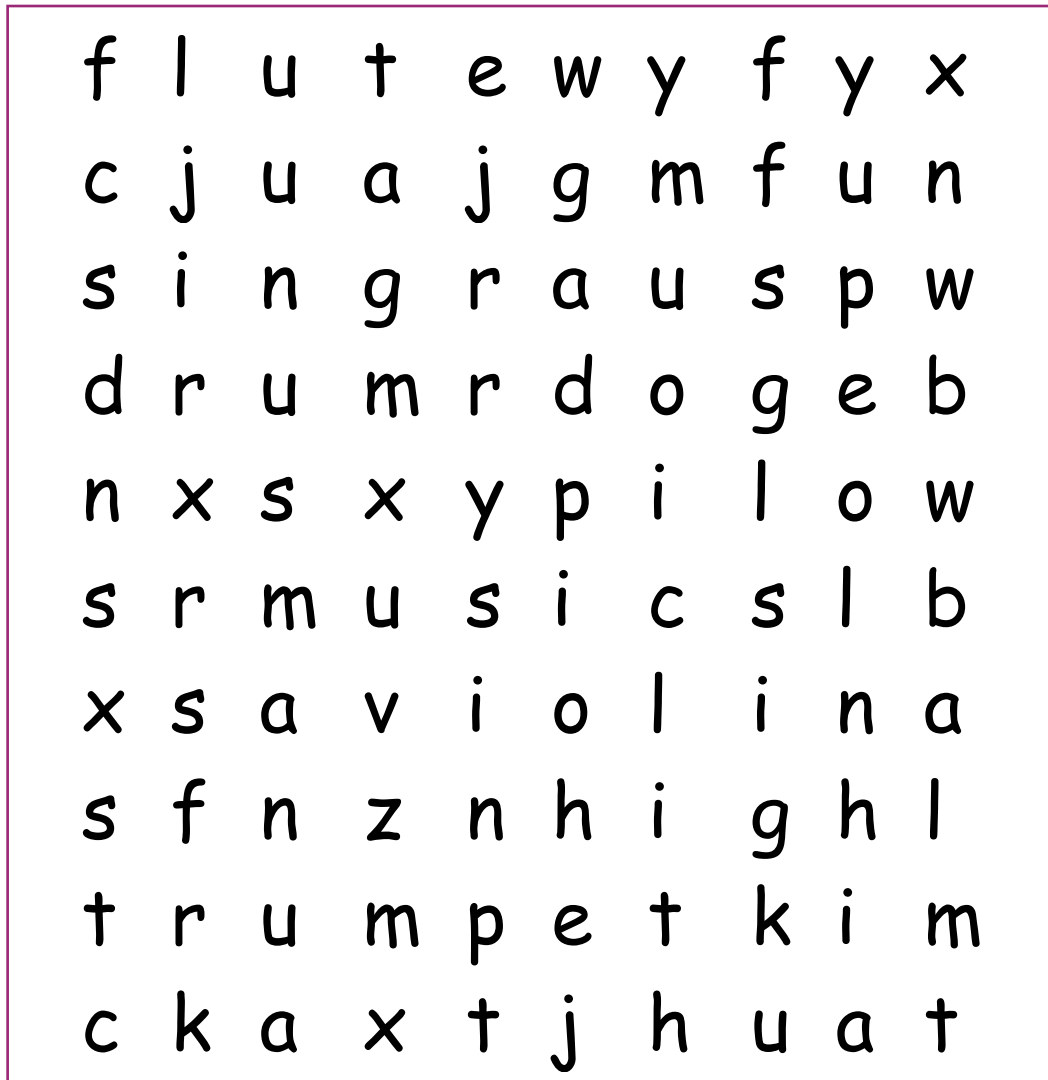 f l u t e w y f y x
c j u a j g m f u n
s i n g r a u s p w
d r u m r d o g e b
n x s x y p i l o w
s r m u s i c s l b
x s a v i o l i n a
s f n z n h i g h l
t r u m p e t k i m
c k a x t j h u a t